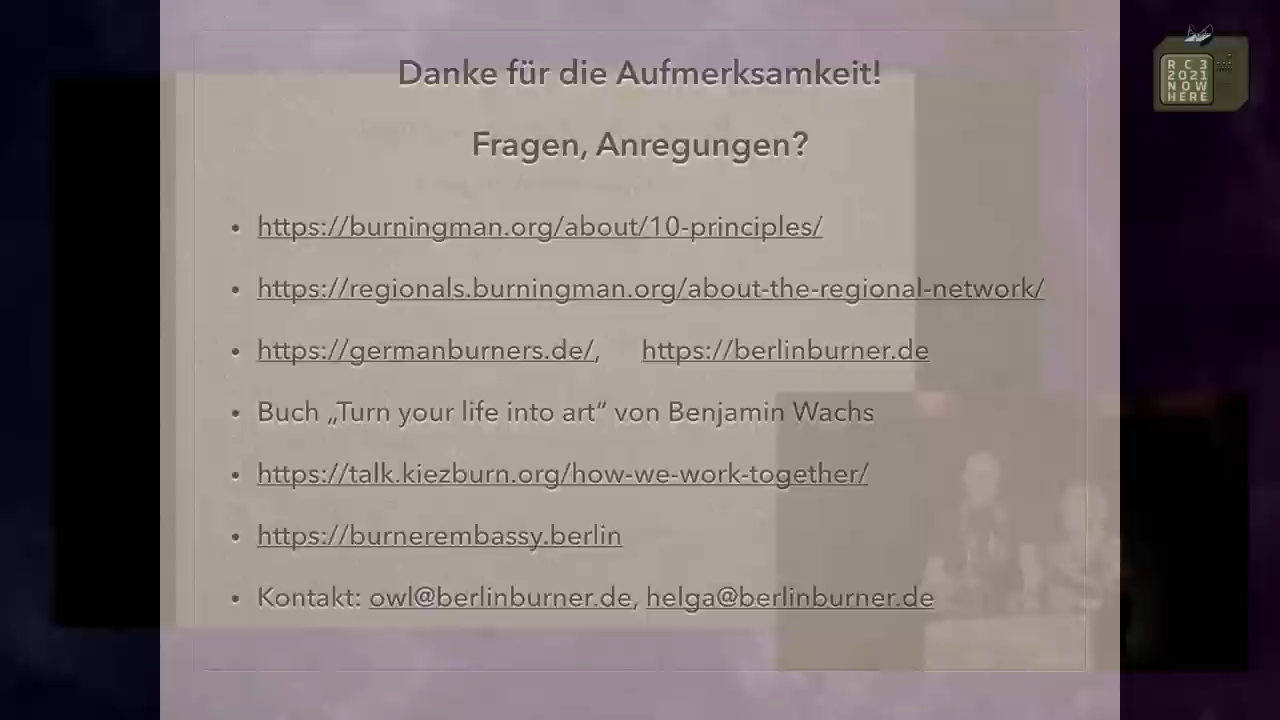 Danke für die Aufmerksamkeit!
Fragen, Anregungen?
• https://burningman.org/about/10-principles/
• https://regionals.burningman.org/about-the-regional-network/
• https://germanburners.de/, https://berlinburner.de
• Buch „Turn your life into art“ von Benjamin Wachs
• https://talk.kiezburn.org/how-we-work-together/
• https://burnerembassy.berlin
• Kontakt: owl@berlinburner.de, helga@berlinburner.de
RC3
2021
NOW
HERE